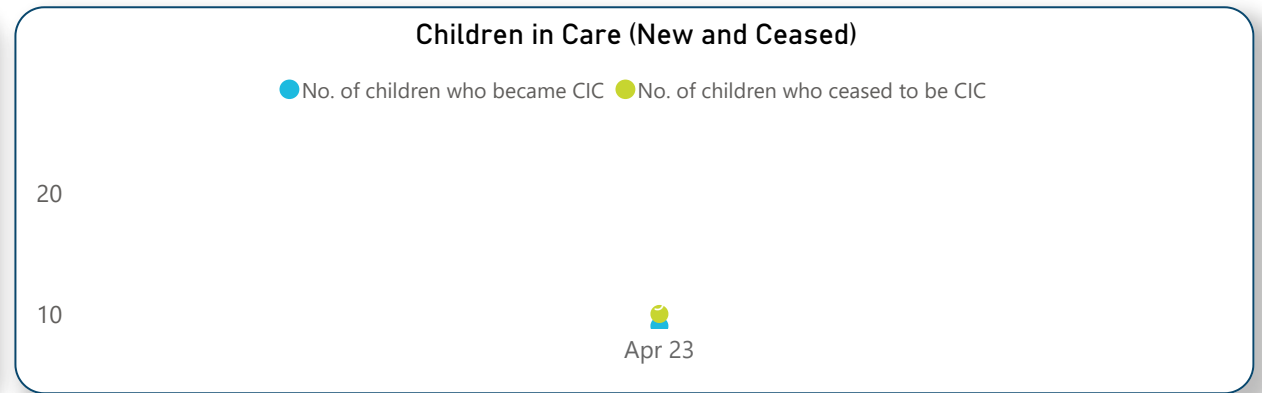 Children in Care (New and Ceased)
No. of children who became CIC No. of children who ceased to be CIC
20
10
Apr 23